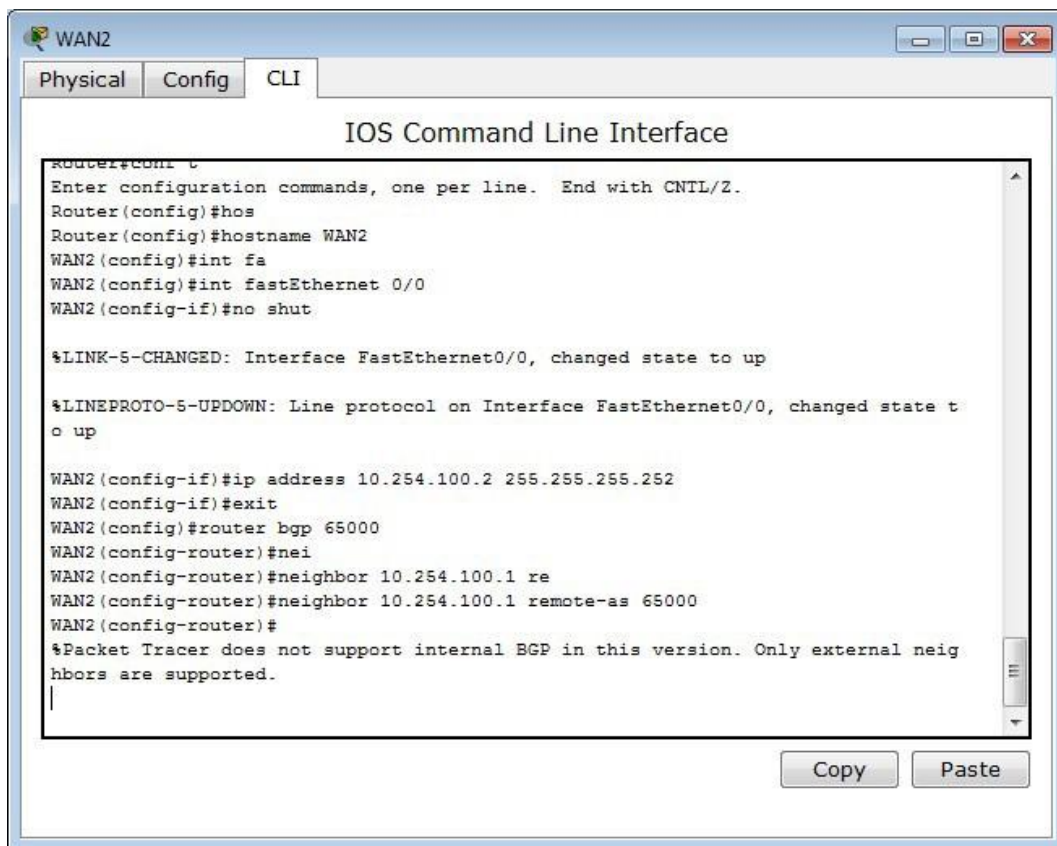 WAN2
Physical Config CLI
IOS Command Line Interface
Router#conf t
Enter configuration commands, one per line.  End with CNTL/Z.
Router(config)#hos
Router(config)#hostname WAN2
WAN2(config)#int fa
WAN2(config)#int fastEthernet 0/0
WAN2(config-if)#no shut
%LINK-5-CHANGED: Interface FastEthernet0/0, changed state to up
%LINEPROTO-5-UPDOWN: Line protocol on Interface FastEthernet0/0, changed state t
o up
WAN2(config-if)#ip address 10.254.100.2 255.255.255.252
WAN2(config-if)#exit
WAN2(config)#router bgp 65000
WAN2(config-router)#nei
WAN2(config-router)#neighbor 10.254.100.1 re
WAN2(config-router)#neighbor 10.254.100.1 remote-as 65000
WAN2(config-router)#
%Packet Tracer does not support internal BGP in this version. Only external neig
hbors are supported.
Copy Paste